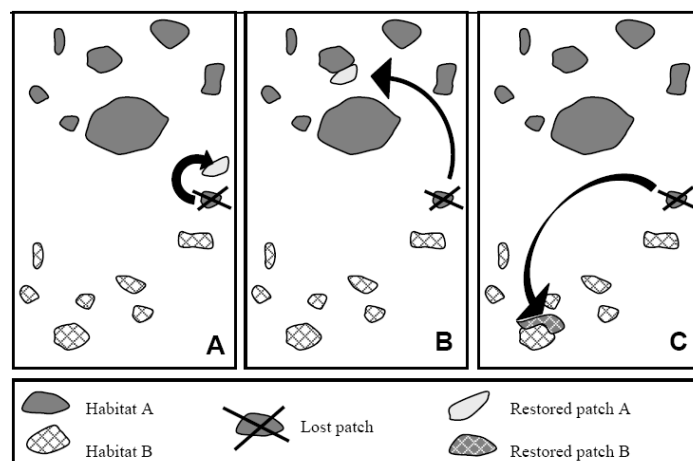 A
B
C
Habitat A
Habitat B
Lost patch
Restored patch A
Restored patch B